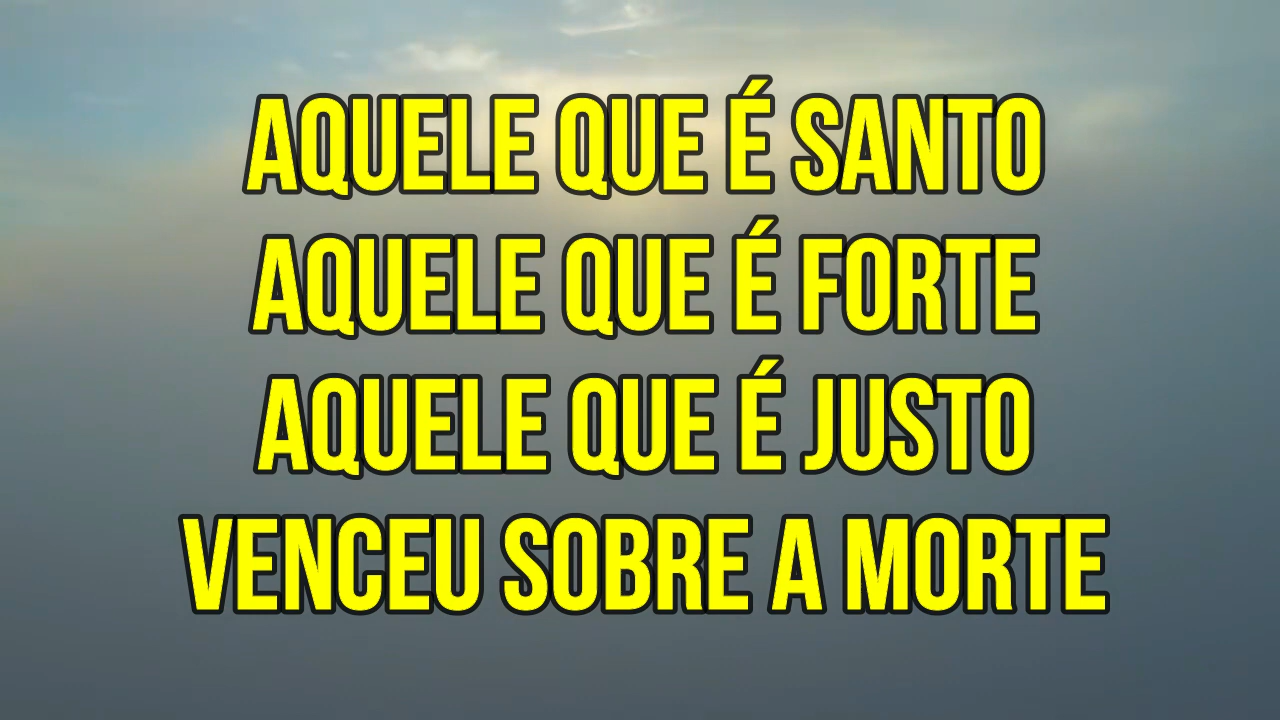 AQUELE QUE É SANTO
AQUELE QUE É FORTE
AQUELE QUE É JUSTO
VENCEU SOBRE A MORTE